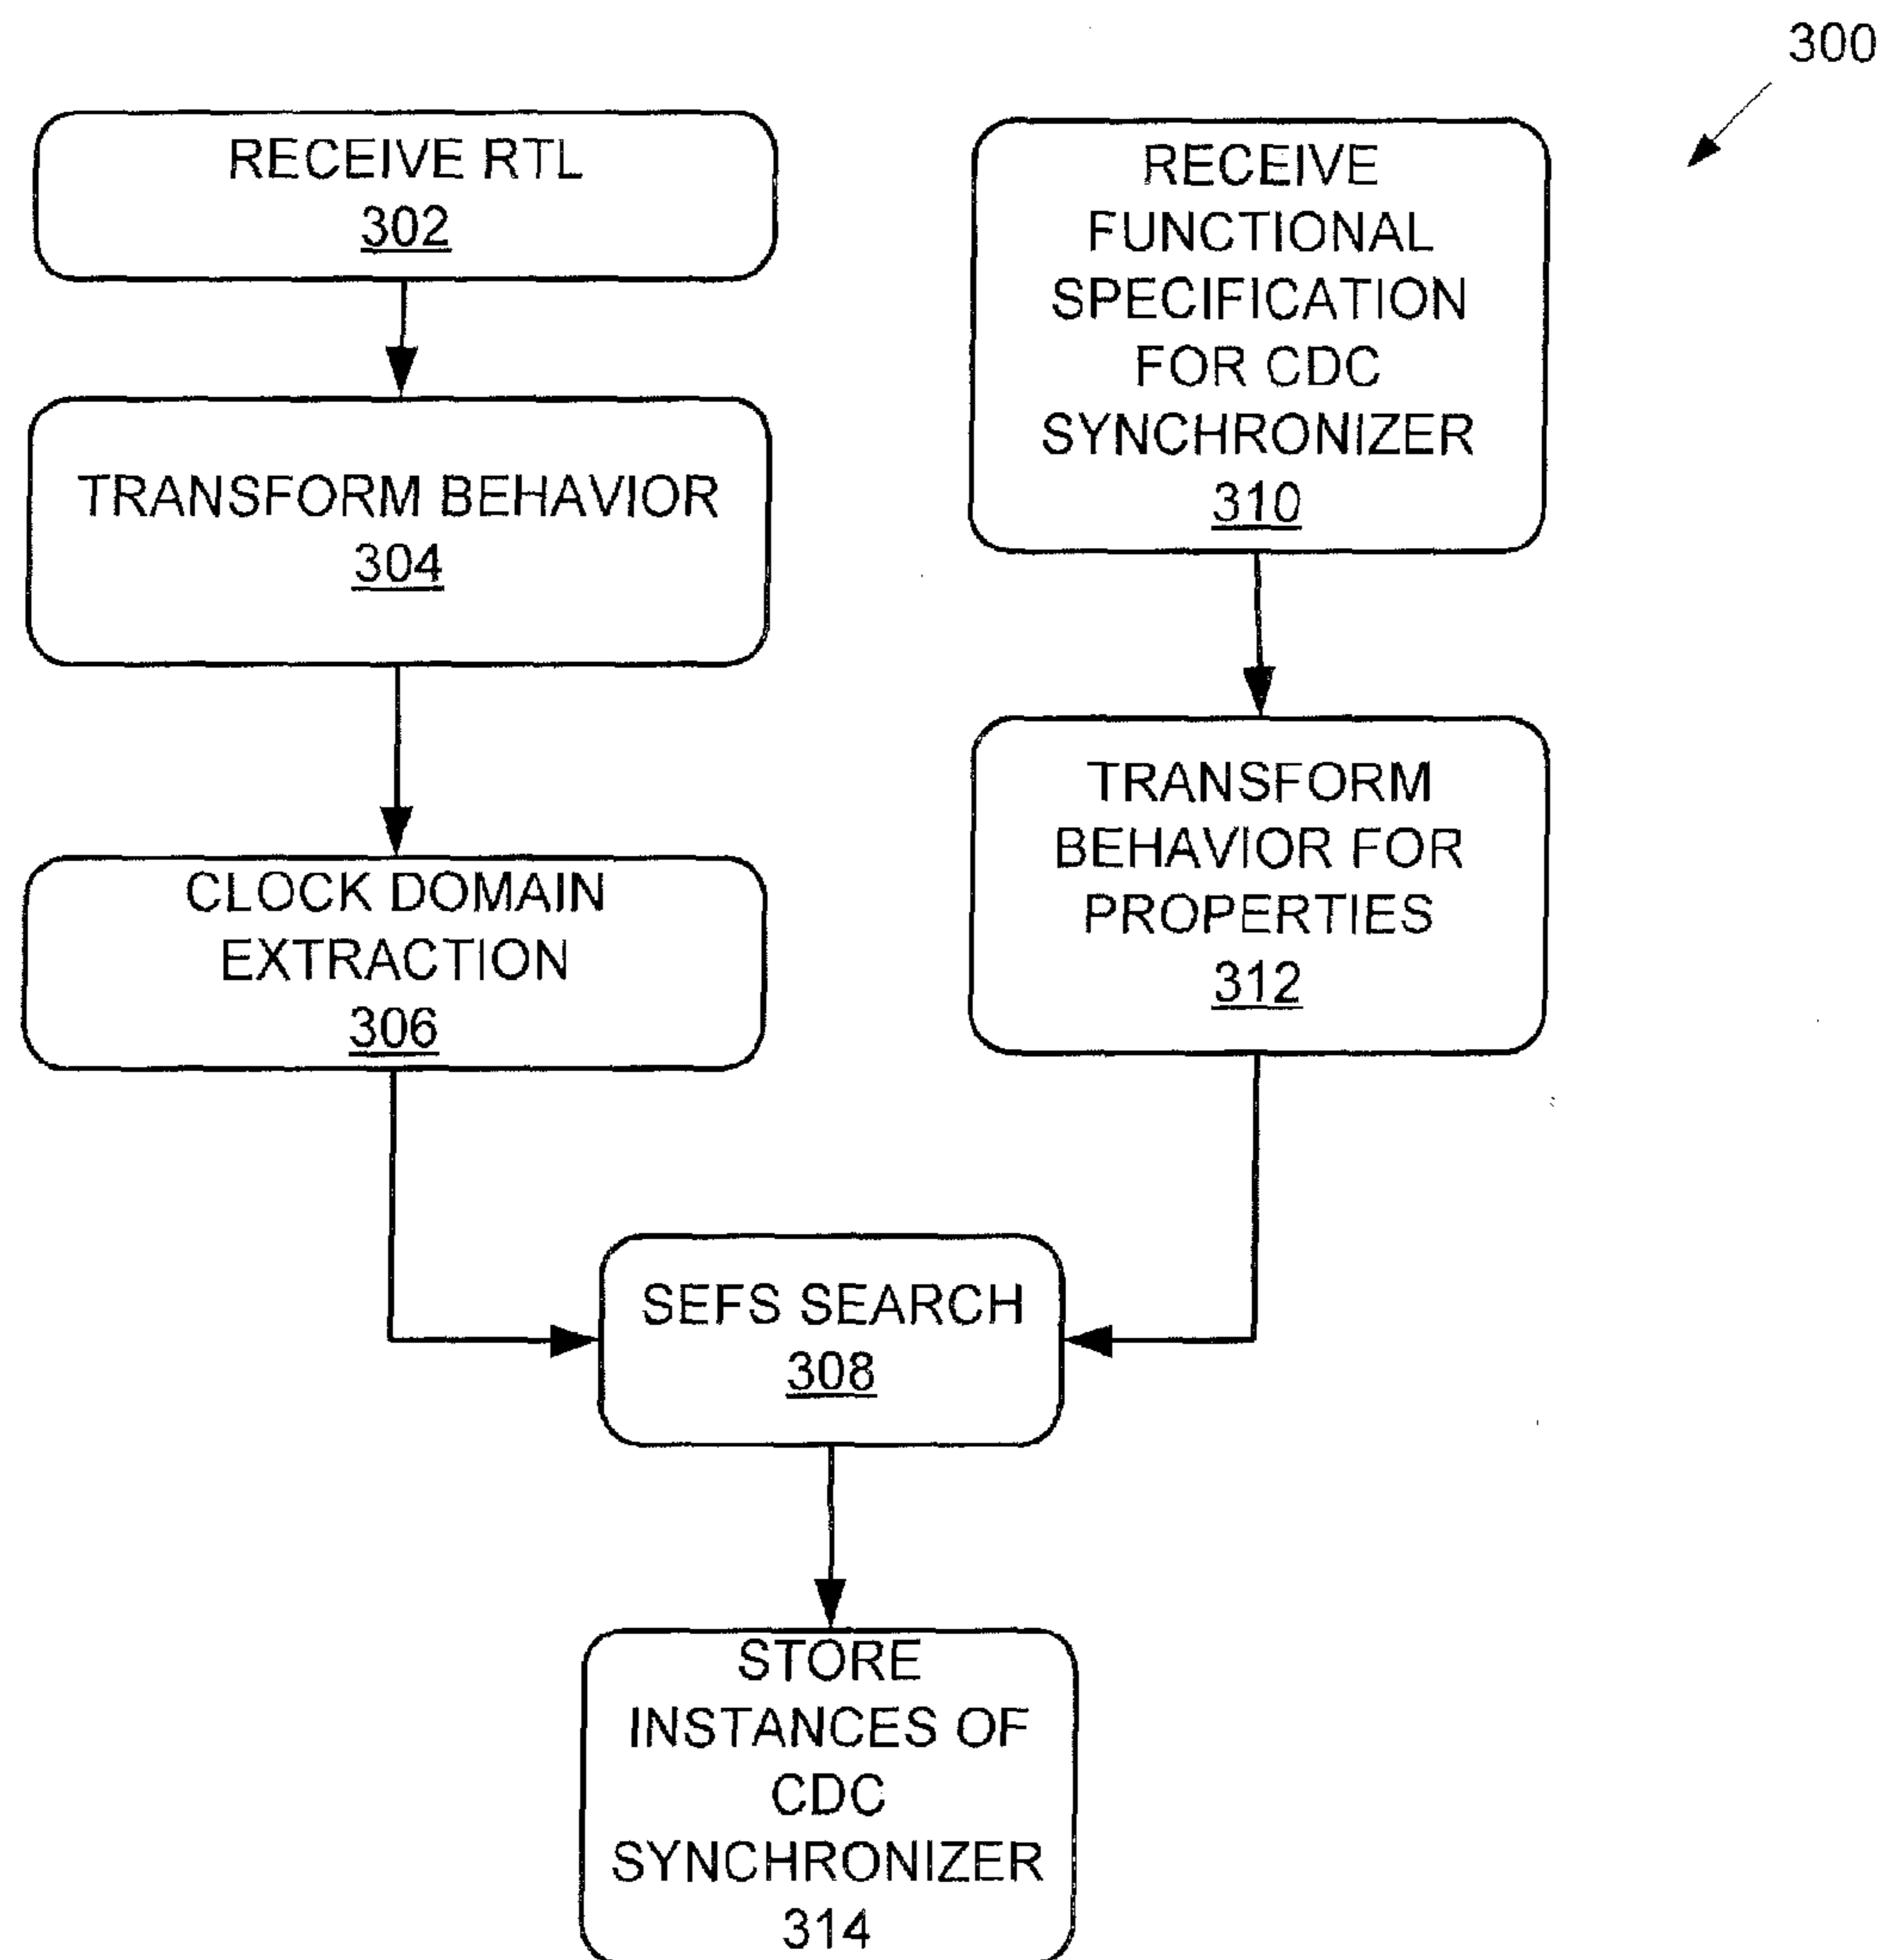 300
RECEIVE RTL
302
TRANSFORM BEHAVIOR
304
CLOCK DOMAIN
EXTRACTION
306
RECEIVE
FUNCTIONAL
SPECIFICATION
FOR CDC
SYNCHRONIZER
310
TRANSFORM
BEHAVIOR FOR
PROPERTIES
312
SEFS SEARCH
308
STORE
INSTANCES OF
CDC
SYNCHRONIZER
314